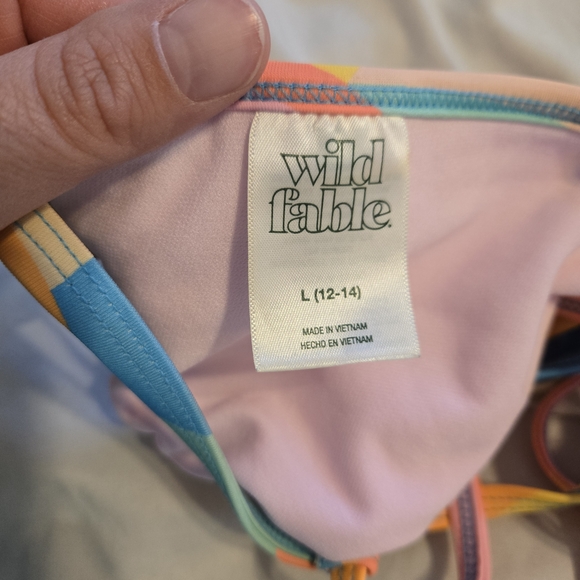 wild
fable.
L (12-14)
MADE IN VIETNAM
HECHO EN VIETNAM